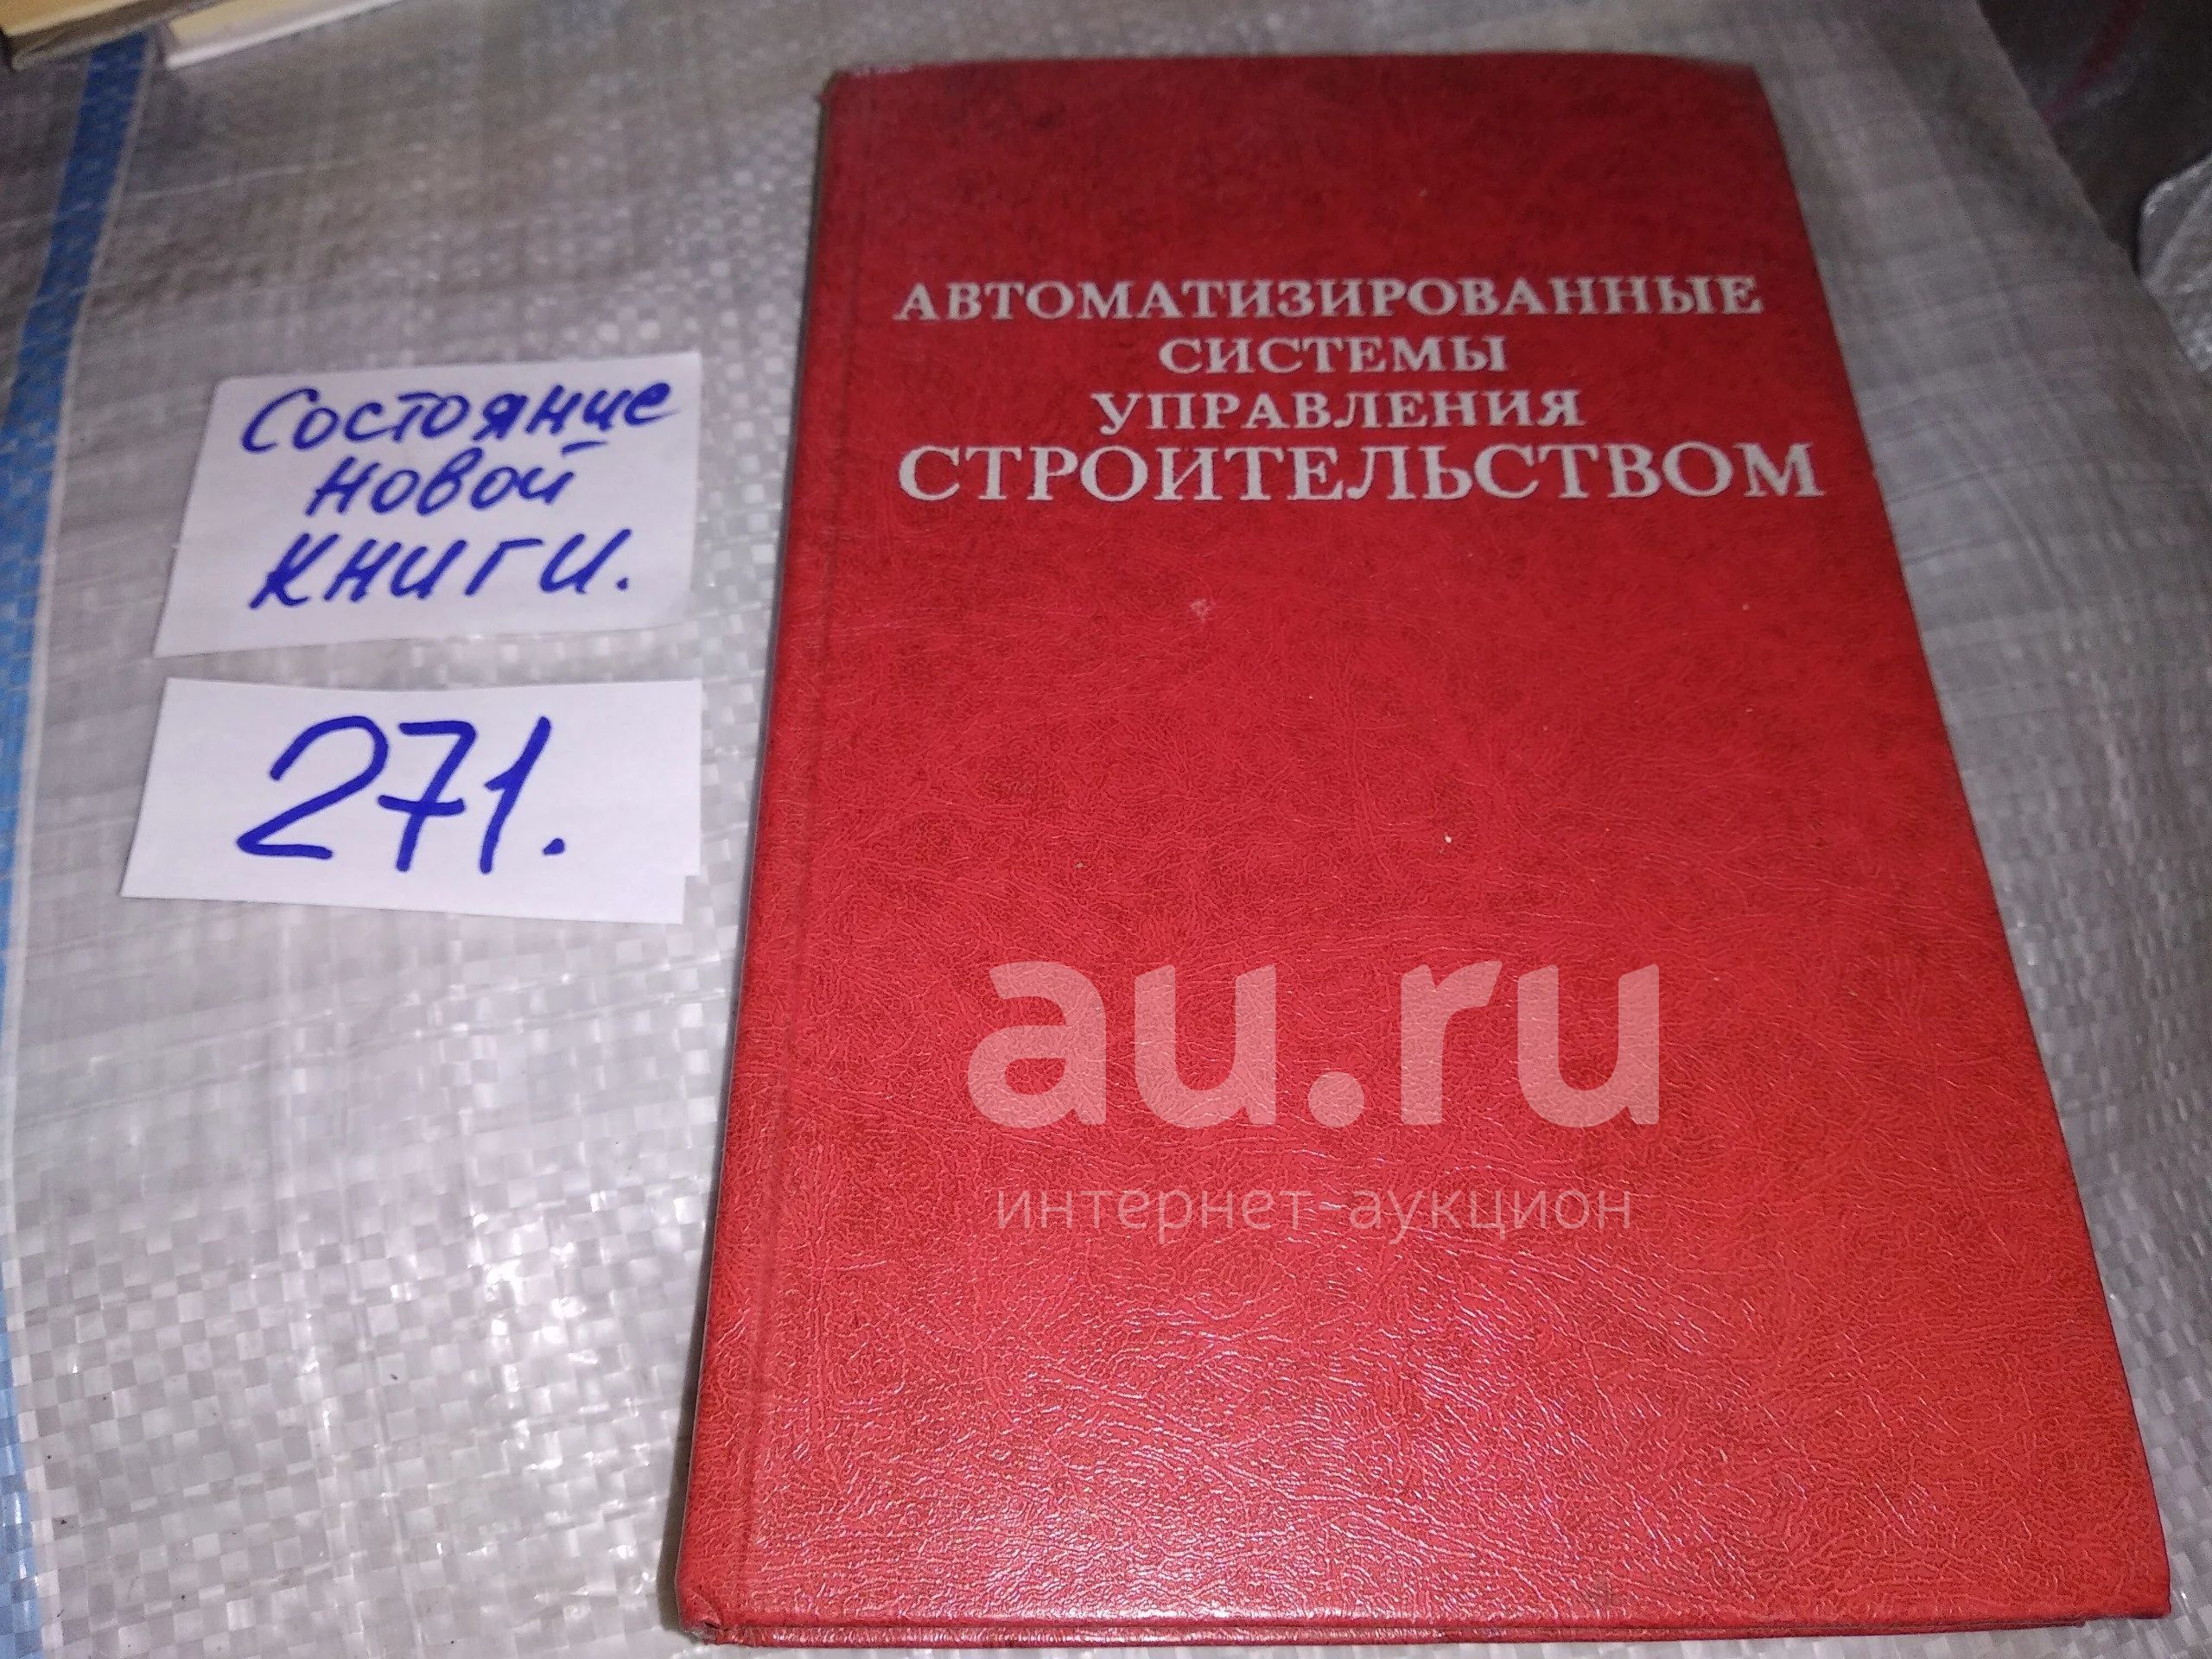 Состояние
новой
книги.
271.
АВТОМАТИЗИРОВАННЫЕ
СИСТЕМЫ
УПРАВЛЕНИЯ
СТРОИТЕЛЬСТВОМ
au.ru
интернет-аукцион